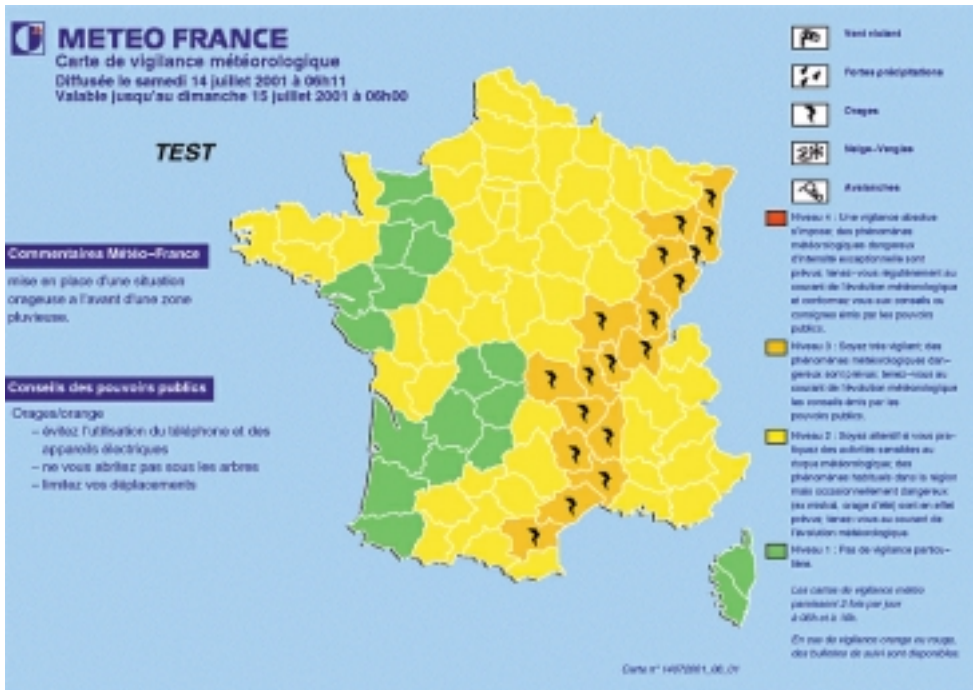 METEO FRANCE
Carte de vigilance météorologique
Diffusée le samedi 14 juillet 2001 à 06h11
Valable jusqu'au dimanche 15 juillet 2001 à 06h00
TEST
Commentaires Météo-France
mise en place d'une situation
orageuse a l'avant d'une zone
pluvieuse.
Conseils des pouvoirs publics
Orages/orange
– évitez l'utilisation du téléphone et des
appareils électriques
– ne vous abritez pas sous les arbres
– limitez vos déplacements
Vent violent
Fortes précipitations
Orages
Neige-Verglas
Avalanches
Niveau 4 : Une vigilance absolue
s'impose; des phénomènes
météorologiques dangereux
d'intensité exceptionnelle sont
prévus; tenez-vous régulièrement au
courant de l'évolution météorologique
et conformez vous aux conseils ou
consignes émis par les pouvoirs
publics.
Niveau 3 : Soyez très vigilant; des
phénomènes météorologiques dan-
gereux sont prévus; tenez-vous au
courant de l'évolution météorologique
les conseils émis par les
pouvoirs publics.
Niveau 2 : Soyez attentif si vous pra-
tiquez des activités sensibles au
risque météorologique; des
phénomènes habituels dans la région
mais occasionnellement dangereux
(ex mistral, orage d'été) sont en effet
prévus; tenez-vous au courant de
l'évolution météorologique.
Niveau 1 : Pas de vigilance particu-
lière.
Les cartes de vigilance météo
paraissent 2 fois par jour
à 06h et à 16h.
En cas de vigilance orange ou rouge,
des bulletins de suivi sont disponibles.
Carte n° 14072001_06_01